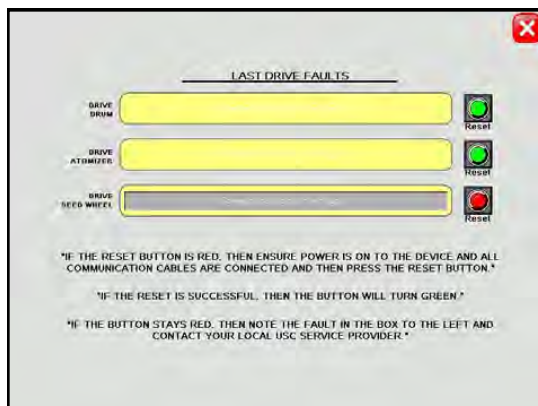 LAST DRIVE FAULTS
DRIVE
DRUM
Reset
DRIVE
ATOMIZER
Reset
DRIVE
SEED WHEEL
Reset
"IF THE RESET BUTTON IS RED, THEN ENSURE POWER IS ON TO THE DEVICE AND ALL
COMMUNICATION CABLES ARE CONNECTED AND THEN PRESS THE RESET BUTTON."
"IF THE RESET IS SUCCESSFUL, THEN THE BUTTON WILL TURN GREEN."
"IF THE BUTTON STAYS RED, THEN NOTE THE FAULT IN THE BOX TO THE LEFT AND
CONTACT YOUR LOCAL USC SERVICE PROVIDER."